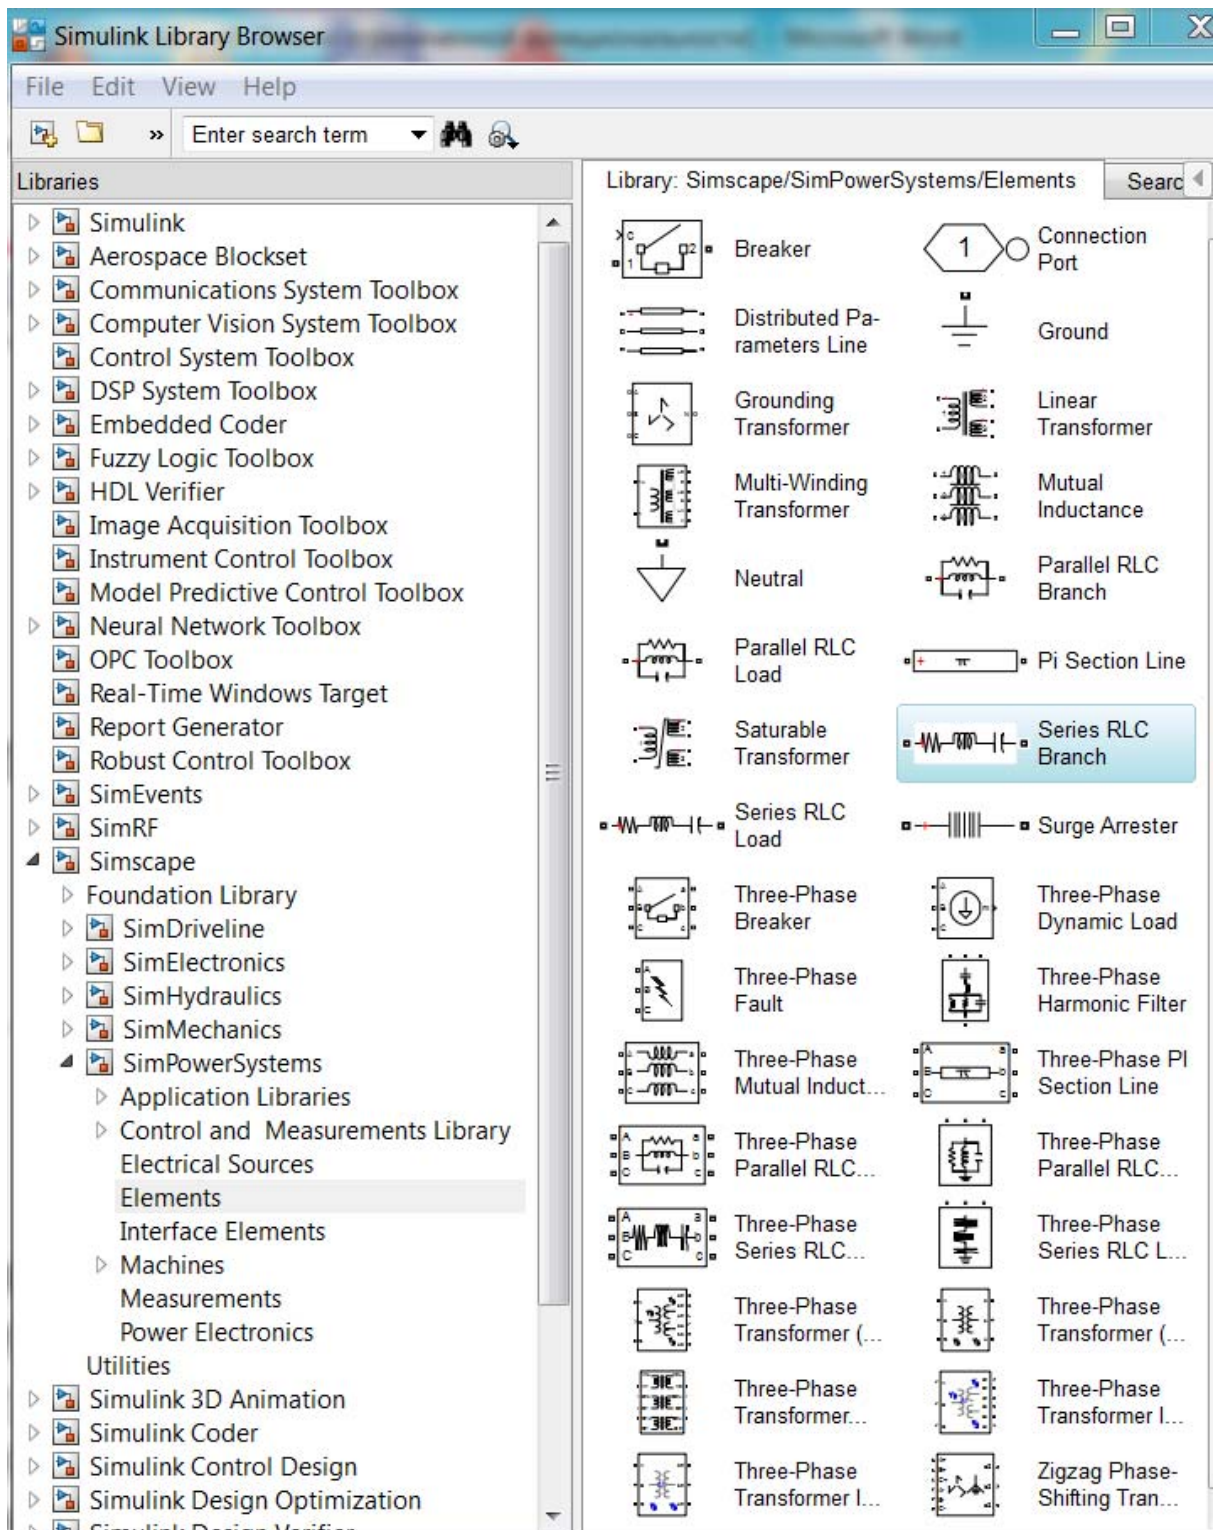 Simulink Library Browser
File Edit View Help
» Enter search term
Libraries
Simulink
Aerospace Blockset
Communications System Toolbox
Computer Vision System Toolbox
Control System Toolbox
DSP System Toolbox
Embedded Coder
Fuzzy Logic Toolbox
HDL Verifier
Image Acquisition Toolbox
Instrument Control Toolbox
Model Predictive Control Toolbox
Neural Network Toolbox
OPC Toolbox
Real-Time Windows Target
Report Generator
Robust Control Toolbox
SimEvents
SimRF
Simscape
Foundation Library
SimDriveline
SimElectronics
SimHydraulics
SimMechanics
SimPowerSystems
Application Libraries
Control and Measurements Library
Electrical Sources
Elements
Interface Elements
Machines
Measurements
Power Electronics
Utilities
Simulink 3D Animation
Simulink Coder
Simulink Control Design
Simulink Design Optimization
Simulink Design Verifier
Library: Simscape/SimPowerSystems/Elements
Searc
Breaker
1
Connection
Port
Distributed Pa-
rameters Line
Ground
Grounding
Transformer
Linear
Transformer
Multi-Winding
Transformer
Mutual
Inductance
Neutral
Parallel RLC
Branch
Parallel RLC
Load
Pi Section Line
Saturable
Transformer
Series RLC
Branch
Series RLC
Load
Surge Arrester
Three-Phase
Breaker
Three-Phase
Dynamic Load
Three-Phase
Fault
Three-Phase
Harmonic Filter
Three-Phase
Mutual Induct...
Three-Phase PI
Section Line
Three-Phase
Parallel RLC...
Three-Phase
Parallel RLC...
Three-Phase
Series RLC...
Three-Phase
Series RLC L...
Three-Phase
Transformer (...
Three-Phase
Transformer (...
Three-Phase
Transformer...
Three-Phase
Transformer I...
Three-Phase
Transformer I...
Zigzag Phase-
Shifting Tran...